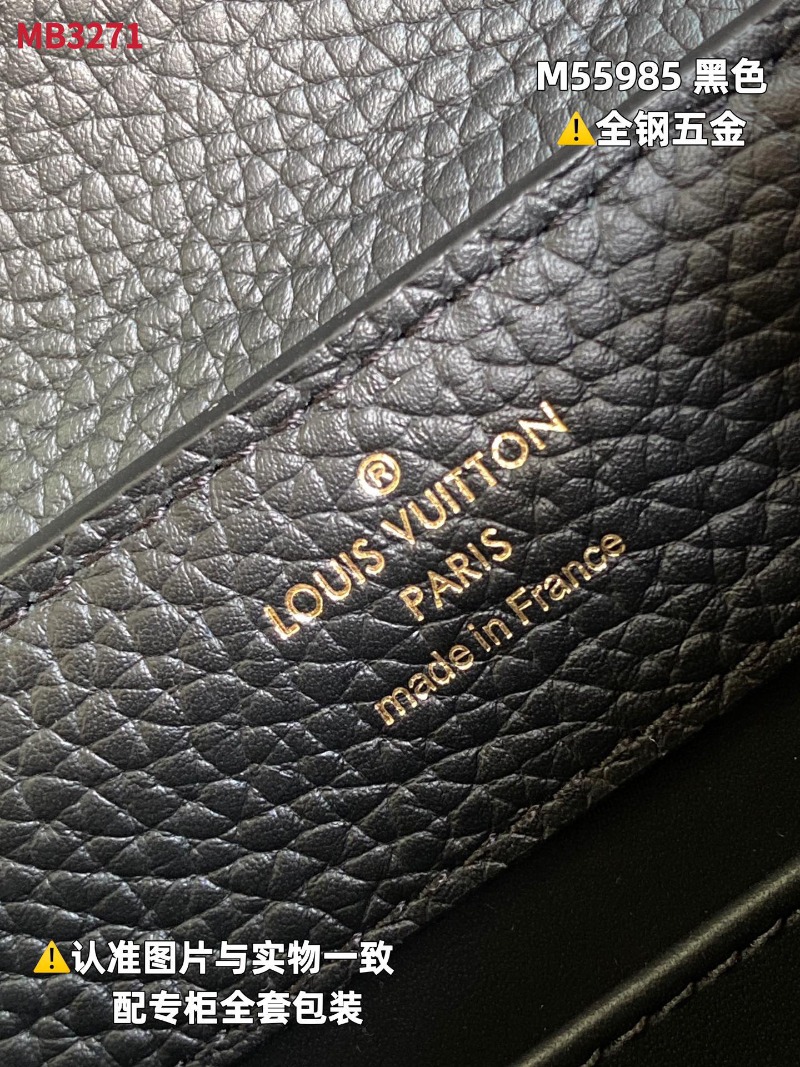 MB3271
M55985 黑色
⚠️全钢五金
®
LOUIS VUITTON
PARIS
made in France
⚠️认准图片与实物一致
配专柜全套包装